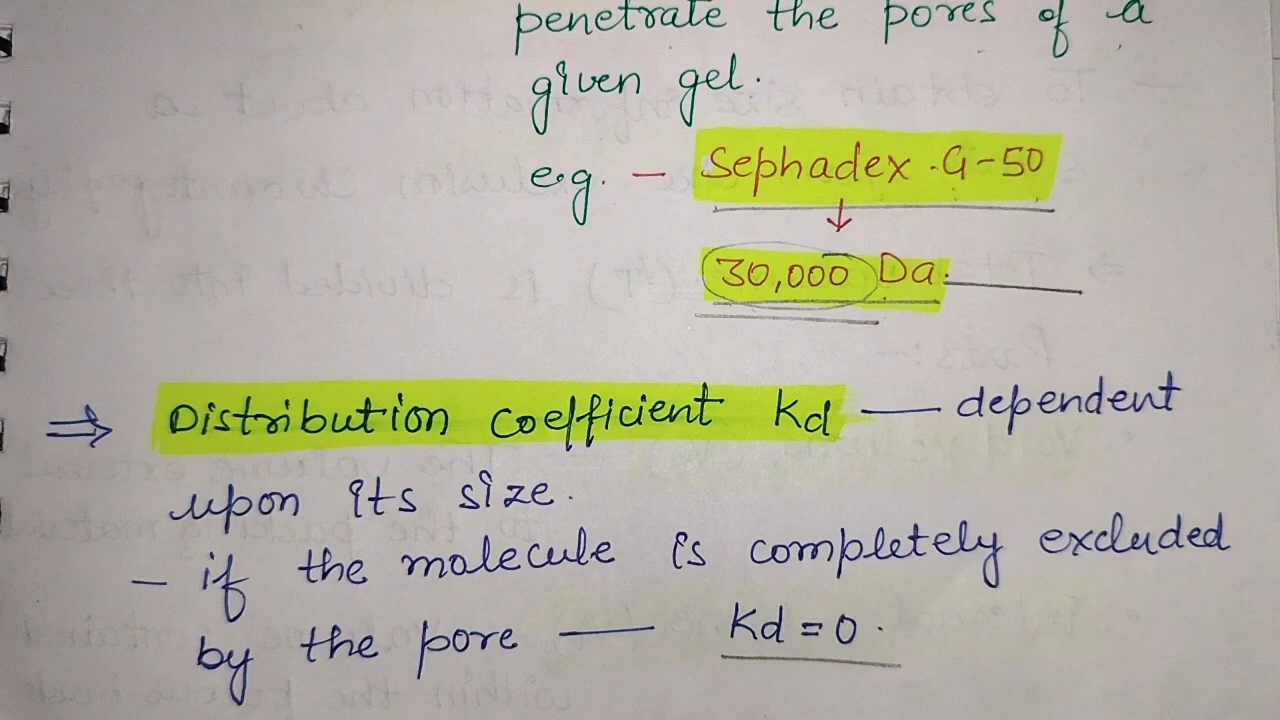 penetrate the pores of a
given gel.
e.g. - Sephadex.G-50
↓
30,000 Da.
⇒ Distribution coefficient Kd — dependent
upon its size.
- if the molecule is completely excluded
by the pore — Kd = 0.